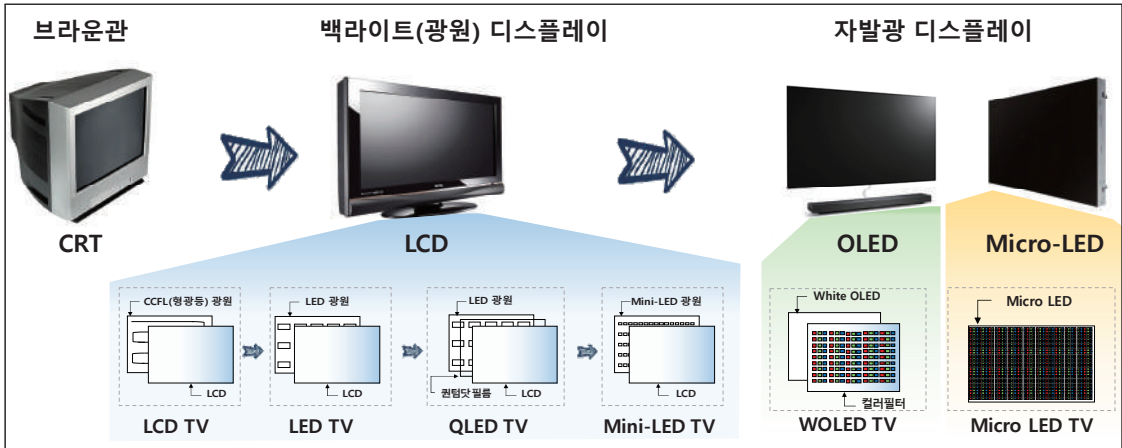 브라운관
백라이트(광원) 디스플레이
자발광 디스플레이
CRT
LCD
OLED
Micro-LED
CCFL(형광등) 광원
LCD
LCD TV
LED 광원
LCD
LED TV
LED 광원
퀀텀닷필름
LCD
QLED TV
Mini-LED 광원
LCD
Mini-LED TV
White OLED
컬러필터
WOLED TV
Micro LED
Micro LED TV